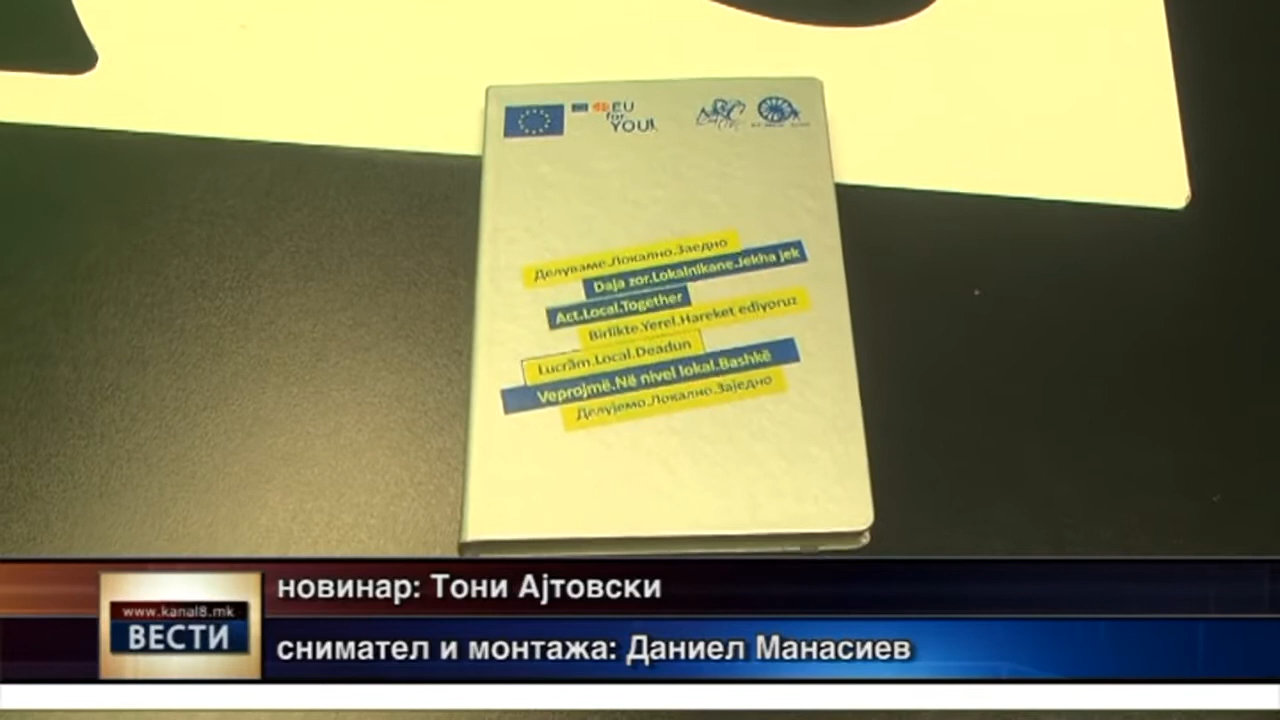 EU
for
YOU!
Делуваме.Локално.Заедно
Daja zor.Lokalnikane.Jekha jek
Act.Local.Together
Birlikte.Yerel.Hareket ediyoruz
Lucrăm.Local.Deadun
Veprojmë.Në nivel lokal.Bashkë
Делујемо.Локално.Заједно
новинар: Тони Ајтовски
www.kanal8.mk
ВЕСТИ
снимател и монтажа: Даниел Манасиев